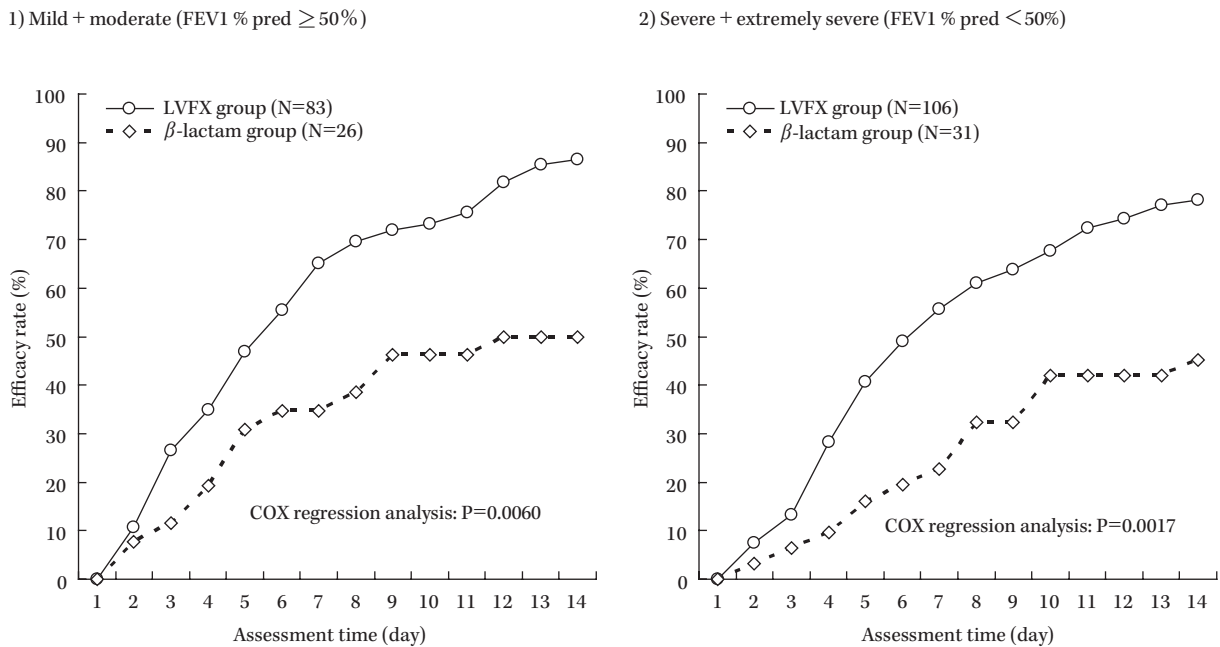 1) Mild + moderate (FEV1 % pred ≥ 50%)
100
90
80
70
60
50
40
30
20
10
0
Efficacy rate (%)
LVFX group (N=83)
β-lactam group (N=26)
COX regression analysis: P=0.0060
1 2 3 4 5 6 7 8 9 10 11 12 13 14
Assessment time (day)
2) Severe + extremely severe (FEV1 % pred < 50%)
100
90
80
70
60
50
40
30
20
10
0
Efficacy rate (%)
LVFX group (N=106)
β-lactam group (N=31)
COX regression analysis: P=0.0017
1 2 3 4 5 6 7 8 9 10 11 12 13 14
Assessment time (day)